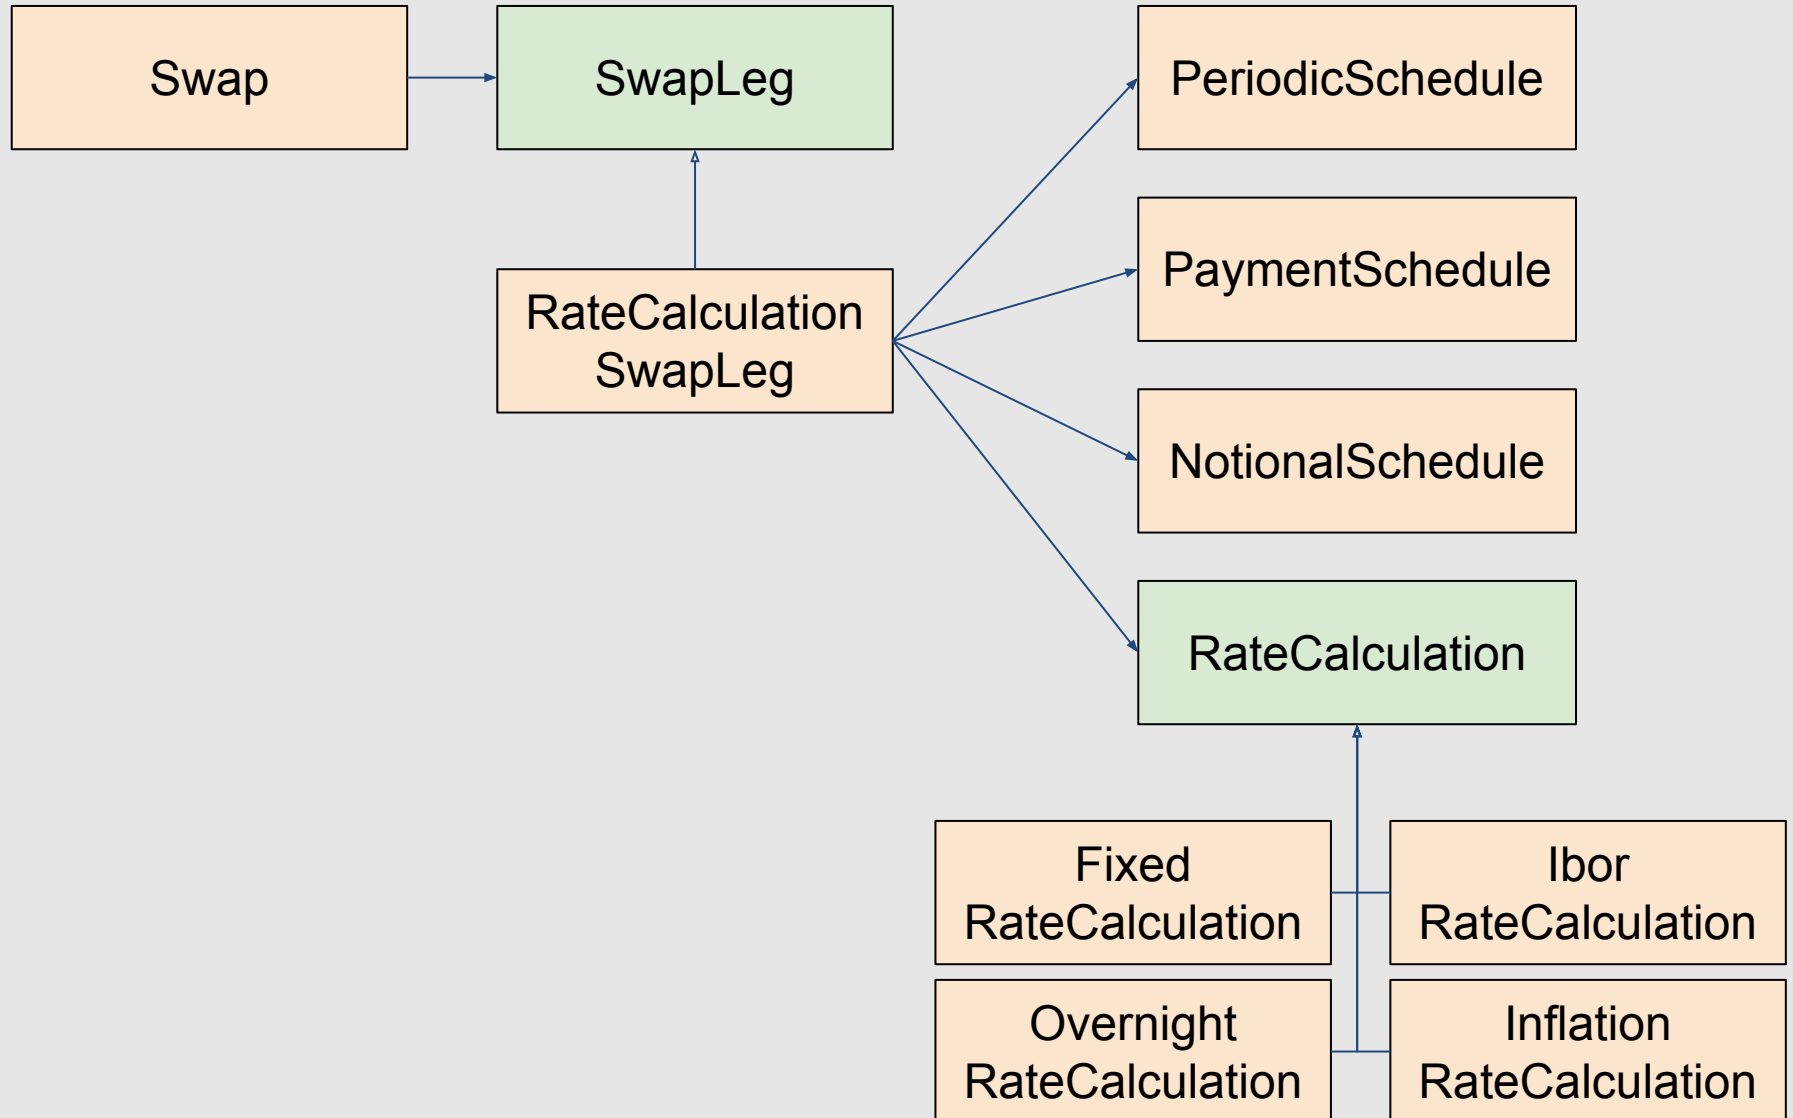 Swap
SwapLeg
PeriodicSchedule
PaymentSchedule
RateCalculation
SwapLeg
NotionalSchedule
RateCalculation
Fixed
RateCalculation
Ibor
RateCalculation
Overnight
RateCalculation
Inflation
RateCalculation